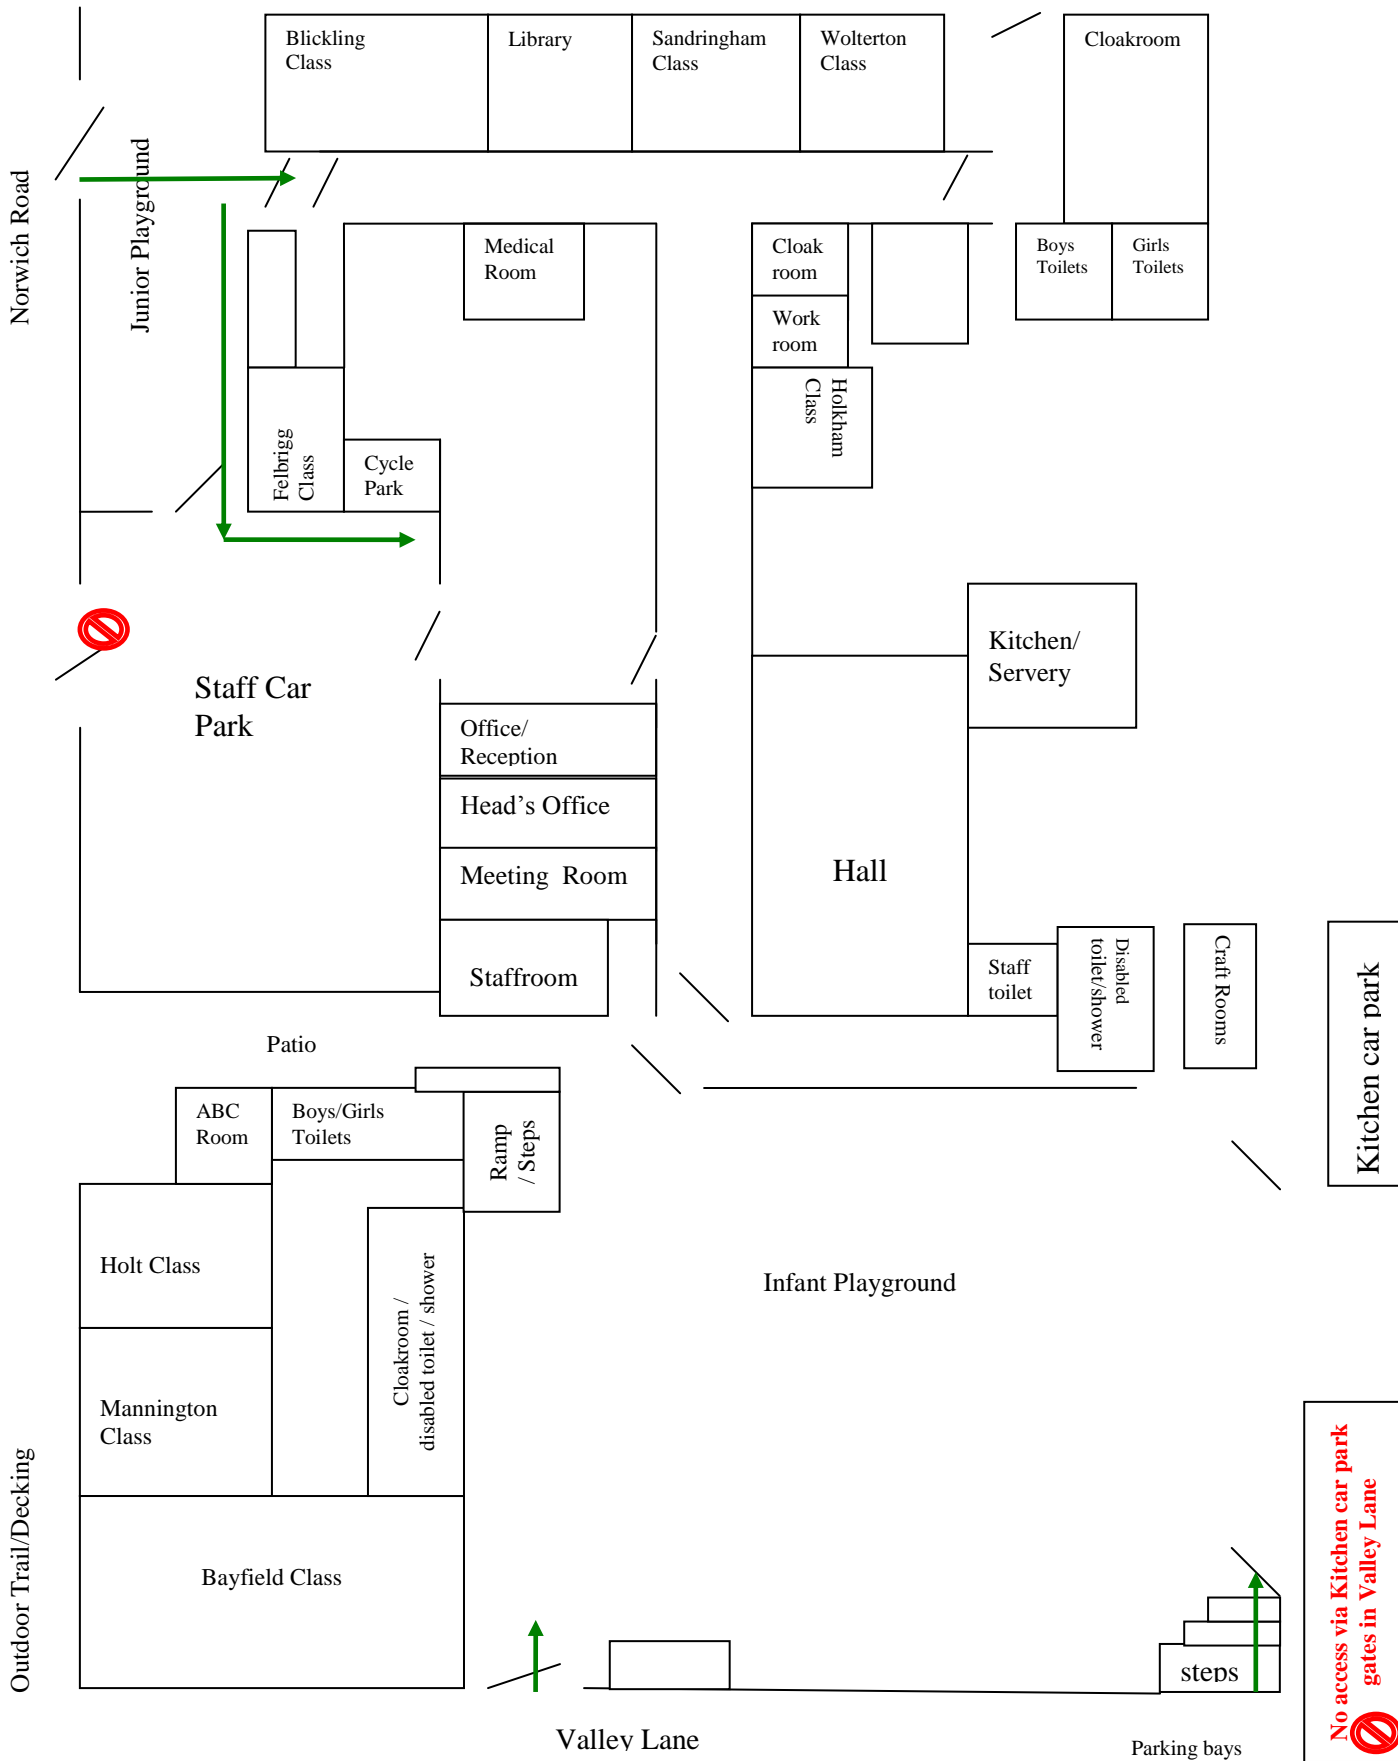 Blickling
Class
Library
Sandringham
Class
Wolterton
Class
Cloakroom
Norwich Road
Junior Playground
Medical
Room
Cloak
room
Work
room
Boys
Toilets
Girls
Toilets
Holkham
Class
Felbrigg
Class
Cycle
Park
Staff Car
Park
Kitchen/
Servery
Office/
Reception
Head’s Office
Meeting Room
Hall
Staffroom
Staff
toilet
Disabled
toilet/shower
Craft Rooms
Kitchen car park
Patio
ABC
Room
Boys/Girls
Toilets
Ramp
/ Steps
Holt Class
Cloakroom /
disabled toilet / shower
Infant Playground
Mannington
Class
Outdoor Trail/Decking
Bayfield Class
steps
No access via Kitchen car park
gates in Valley Lane
Valley Lane
Parking bays